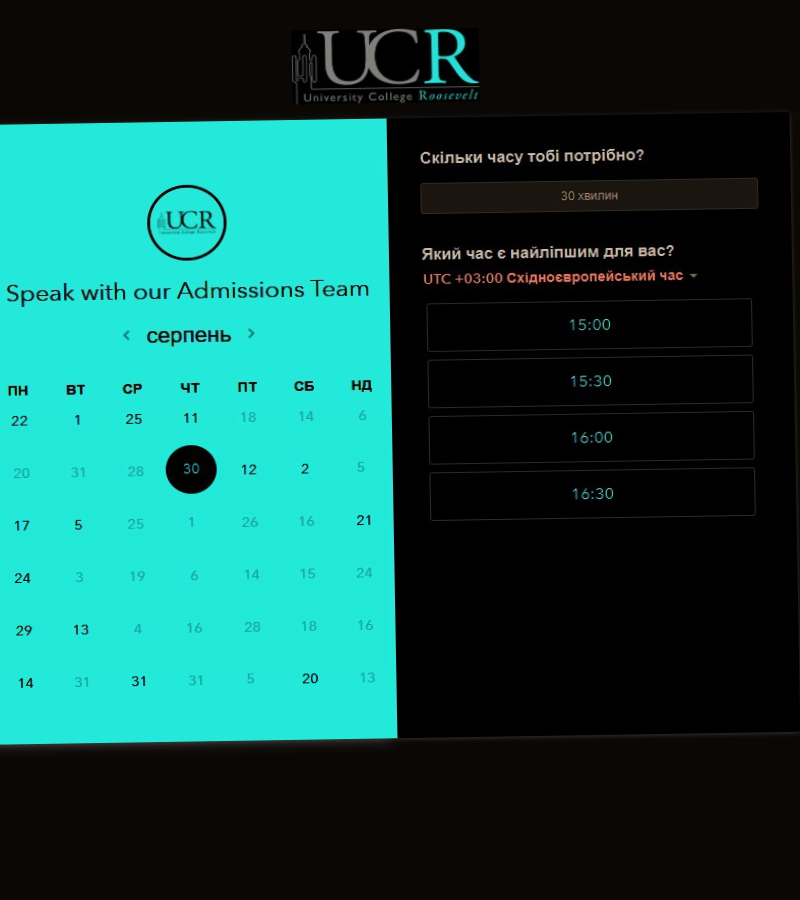 UCR
University College Roosevelt
UCR
University College Roosevelt
Speak with our Admissions Team
серпень
ПН ВТ СР ЧТ ПТ СБ НД
22 1 25 11 18 14 6
20 31 28 30 12 2 5
17 5 25 1 26 16 21
24 3 19 6 14 15 24
29 13 4 16 28 18 16
14 31 31 31 5 20 13
Скільки часу тобі потрібно?
30 хвилин
Який час є найліпшим для вас?
UTC +03:00 Східноєвропейський час
15:00
15:30
16:00
16:30